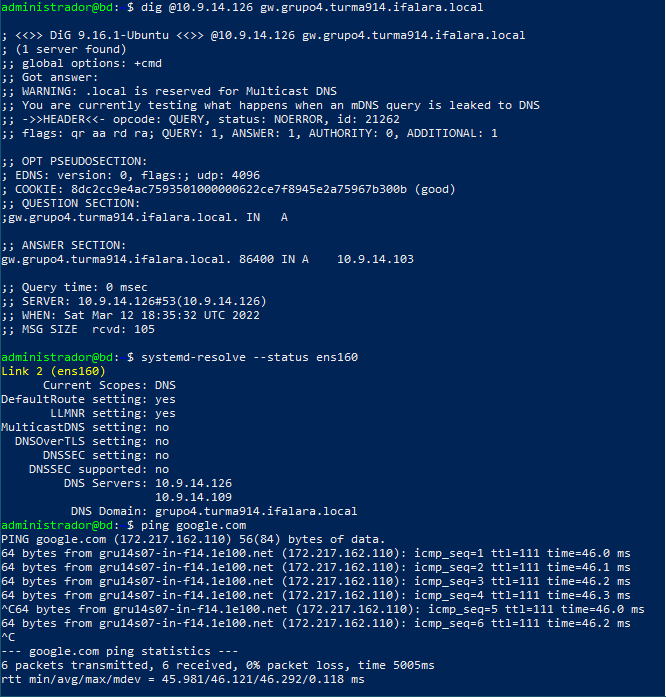 administrador@bd: $ dig @10.9.14.126 gw.grupo4.turma914.ifalara.local
; <<>> DiG 9.16.1-Ubuntu <<>> @10.9.14.126 gw.grupo4.turma914.ifalara.local
; (1 server found)
;; global options: +cmd
;; Got answer:
;; WARNING: .local is reserved for Multicast DNS
;; You are currently testing what happens when an mDNS query is leaked to DNS
;; ->>HEADER<<- opcode: QUERY, status: NOERROR, id: 21262
;; flags: qr aa rd ra; QUERY: 1, ANSWER: 1, AUTHORITY: 0, ADDITIONAL: 1
;; OPT PSEUDOSECTION:
; EDNS: version: 0, flags:; udp: 4096
; COOKIE: 8dc2cc9e4ac7593501000000622ce7f8945e2a75967b300b (good)
;; QUESTION SECTION:
;gw.grupo4.turma914.ifalara.local. IN A
;; ANSWER SECTION:
gw.grupo4.turma914.ifalara.local. 86400 IN A 10.9.14.103
;; Query time: 0 msec
;; SERVER: 10.9.14.126#53(10.9.14.126)
;; WHEN: Sat Mar 12 18:35:32 UTC 2022
;; MSG SIZE rcvd: 105
administrador@bd: $ systemd-resolve --status ens160
Link 2 (ens160)
Current Scopes: DNS
DefaultRoute setting: yes
LLMNR setting: yes
MulticastDNS setting: no
DNSOverTLS setting: no
DNSSEC setting: no
DNSSEC supported: no
DNS Servers: 10.9.14.126
10.9.14.109
DNS Domain: grupo4.turma914.ifalara.local
administrador@bd: $ ping google.com
PING google.com (172.217.162.110) 56(84) bytes of data.
64 bytes from gru14s07-in-f14.1e100.net (172.217.162.110): icmp_seq=1 ttl=111 time=46.0 ms
64 bytes from gru14s07-in-f14.1e100.net (172.217.162.110): icmp_seq=2 ttl=111 time=46.1 ms
64 bytes from gru14s07-in-f14.1e100.net (172.217.162.110): icmp_seq=3 ttl=111 time=46.2 ms
64 bytes from gru14s07-in-f14.1e100.net (172.217.162.110): icmp_seq=4 ttl=111 time=46.3 ms
^C64 bytes from gru14s07-in-f14.1e100.net (172.217.162.110): icmp_seq=5 ttl=111 time=46.0 ms
64 bytes from gru14s07-in-f14.1e100.net (172.217.162.110): icmp_seq=6 ttl=111 time=46.2 ms
^C
--- google.com ping statistics ---
6 packets transmitted, 6 received, 0% packet loss, time 5005ms
rtt min/avg/max/mdev = 45.981/46.121/46.292/0.118 ms